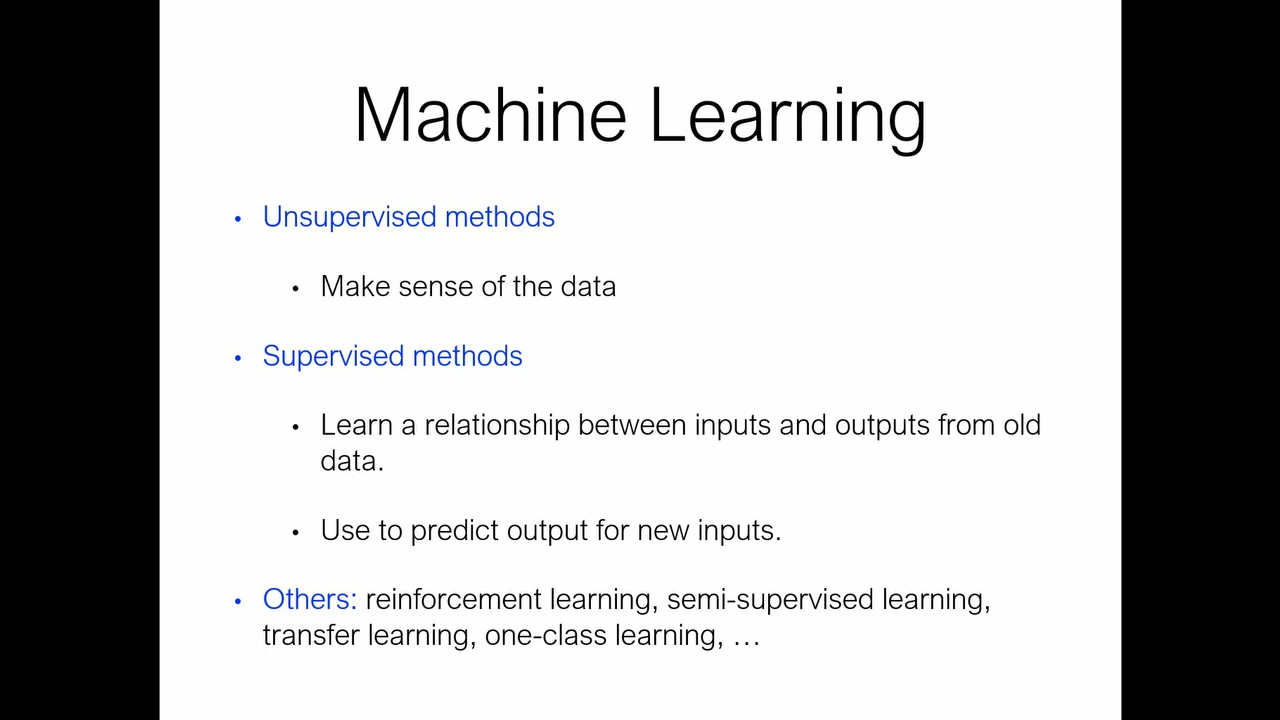 Machine Learning
• Unsupervised methods
• Make sense of the data
• Supervised methods
• Learn a relationship between inputs and outputs from old
data.
• Use to predict output for new inputs.
• Others: reinforcement learning, semi-supervised learning,
transfer learning, one-class learning, …